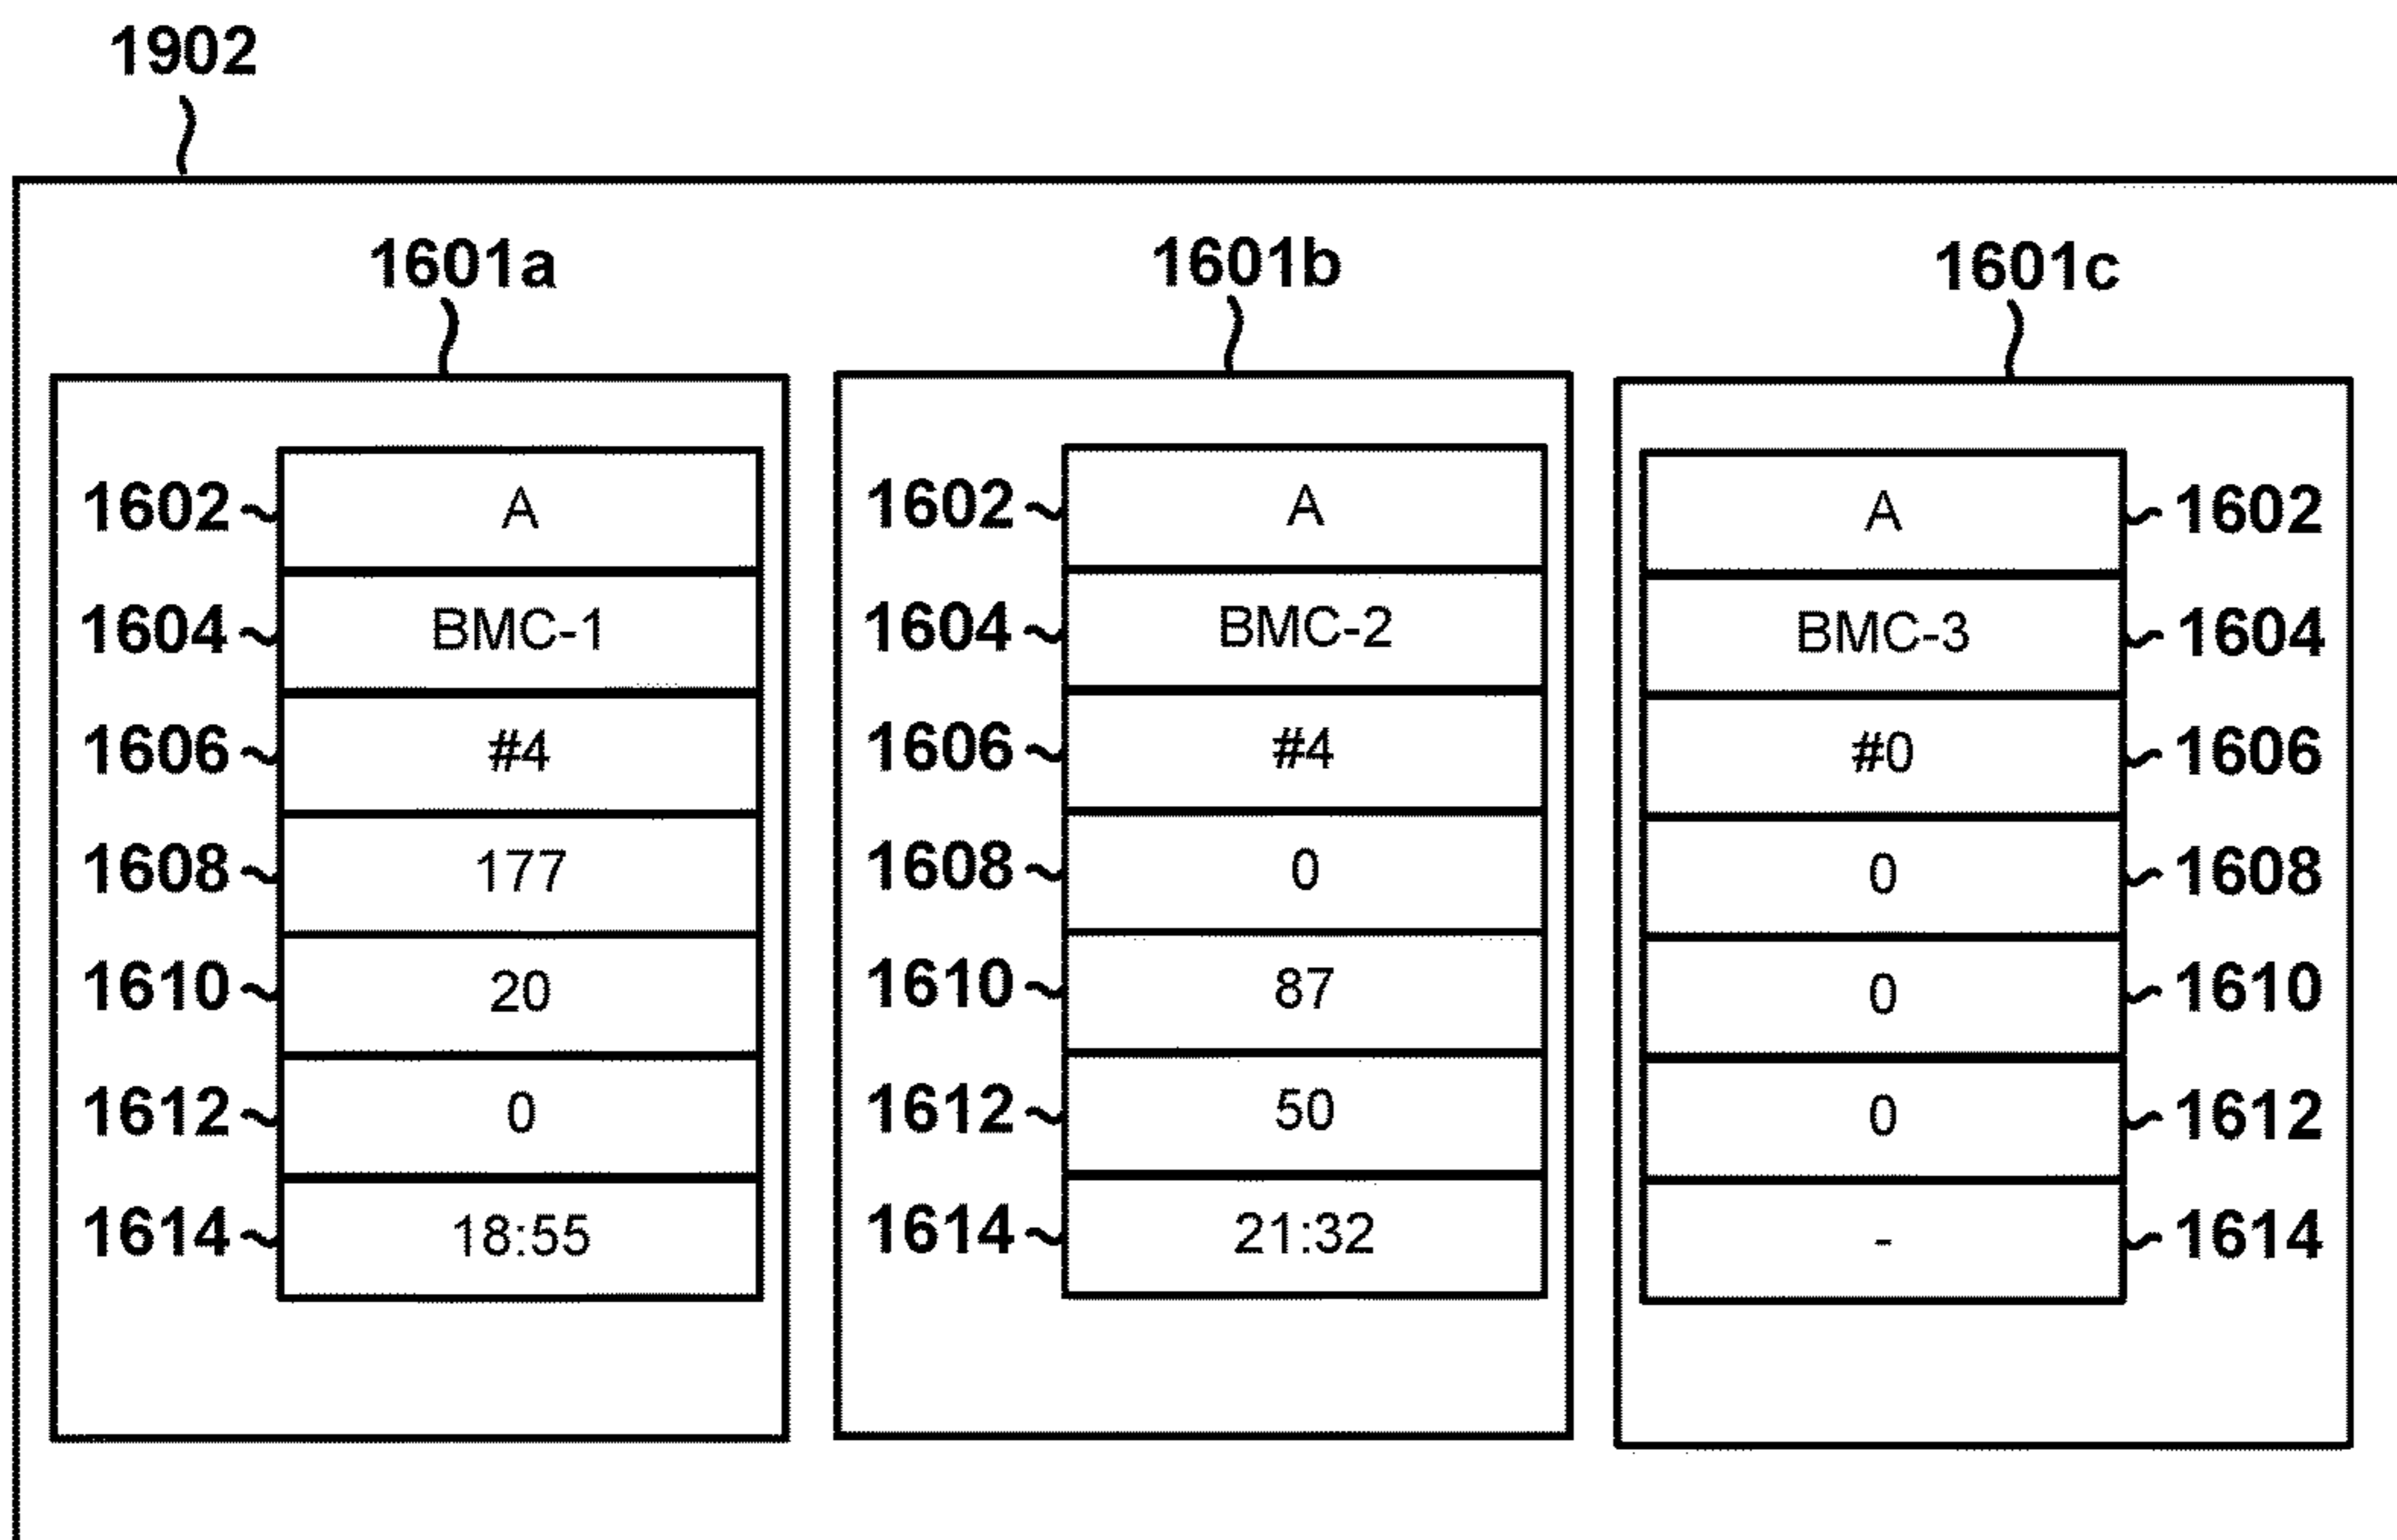 1902
1601a 1601b 1601c
1602 A 1602 A A 1602
1604 BMC-1 1604 BMC-2 BMC-3 1604
1606 #4 1606 #4 #0 1606
1608 177 1608 0 0 1608
1610 20 1610 87 0 1610
1612 0 1612 50 0 1612
1614 18:55 1614 21:32 - 1614